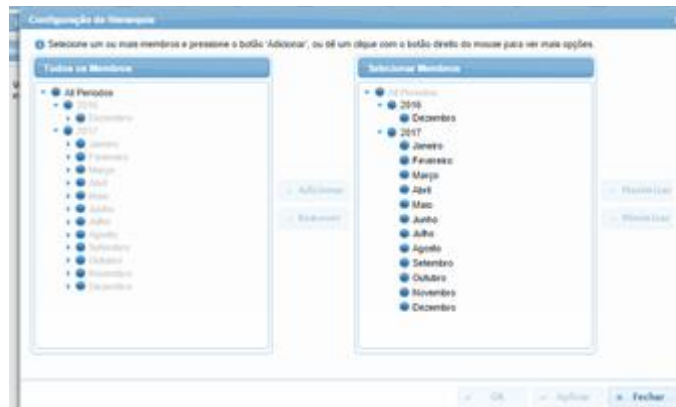 Configuração de Hierarquia
Selecione um ou mais membros e pressione o botão 'Adicionar', ou dê um clique com o botão direito do mouse para ver mais opções.
Todos os Membros
All Periodos
2016
Dezembro
2017
Janeiro
Fevereiro
Março
Abril
Maio
Junho
Julho
Agosto
Setembro
Outubro
Novembro
Dezembro
Adicionar
Remover
Selecionar Membros
All Periodos
2016
Dezembro
2017
Janeiro
Fevereiro
Março
Abril
Maio
Junho
Julho
Agosto
Setembro
Outubro
Novembro
Dezembro
OK
Aplicar
Fechar